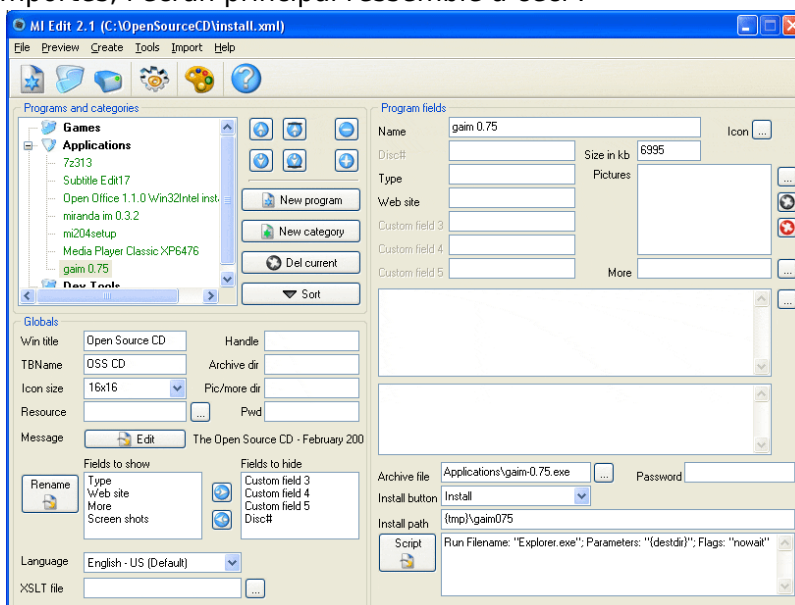 MI Edit 2.1 (C:\OpenSourceCD\install.xml)
File Preview Create Tools Import Help
Programs and categories
Games
Applications
7z313
Subtitle Edit17
Open Office 1.1.0 Win32Intel inst
miranda im 0.3.2
mi204setup
Media Player Classic XP6476
gaim 0.75
Dev Tools
New program
New category
Del current
Sort
Globals
Win title Open Source CD Handle
TBName OSS CD Archive dir
Icon size 16x16 Pic/more dir
Resource ... Pwd
Message Edit The Open Source CD - February 200
Fields to show Fields to hide
Rename
Type
Web site
More
Screen shots
Custom field 3
Custom field 4
Custom field 5
Disc#
Language English - US (Default)
XSLT file ...
Program fields
Name gaim 0.75 Icon ...
Disc# Size in kb 6995
Type Pictures ...
Web site
Custom field 3
Custom field 4
Custom field 5 More ...
...
Archive file Applications\gaim-0.75.exe ... Password
Install button Install
Install path {tmp}\gaim075
Script Run Filename: "Explorer.exe"; Parameters: "{destdir}"; Flags: "nowait"